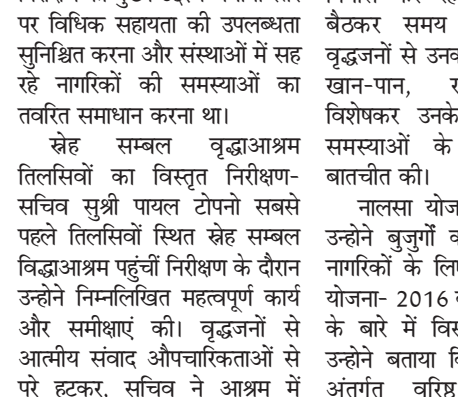 पर विधिक सहायता की उपलब्धता
सुनिश्चित करना और संस्थाओं में सह
रहे नागरिकों की समस्याओं का
तवरित समाधान करना था।
स्नेह सम्बल वृद्धाआश्रम
तिलसिवों का विस्तृत निरीक्षण-
सचिव सुश्री पायल टोपनो सबसे
पहले तिलसिवों स्थित स्नेह सम्बल
विद्धाआश्रम पहुंचीं निरीक्षण के दौरान
उन्होने निम्नलिखित महत्वपूर्ण कार्य
और समीक्षाएं की। वृद्धजनों से
आत्मीय संवाद औपचारिकताओं से
परे हटकर, सचिव ने आश्रम में
बैठकर समय
वृद्धजनों से
खान-पान,
विशेषकर उनके
समस्याओं के
बातचीत की।
नालसा
उन्होने बुजुर्गों
नागरिकों के
योजना- 2016
के बारे में
उन्होने बताया
अंतर्गत वरिष्ठ